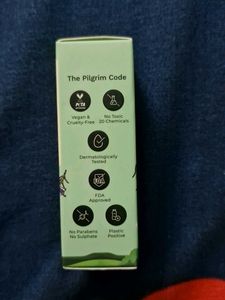 The Pilgrim Code
PeTA
Vegan &
Cruelty-Free
No Toxic
20 Chemicals
Dermatologically
Tested
FDA
Approved
No Parabens
No Sulphate
Plastic
Positive